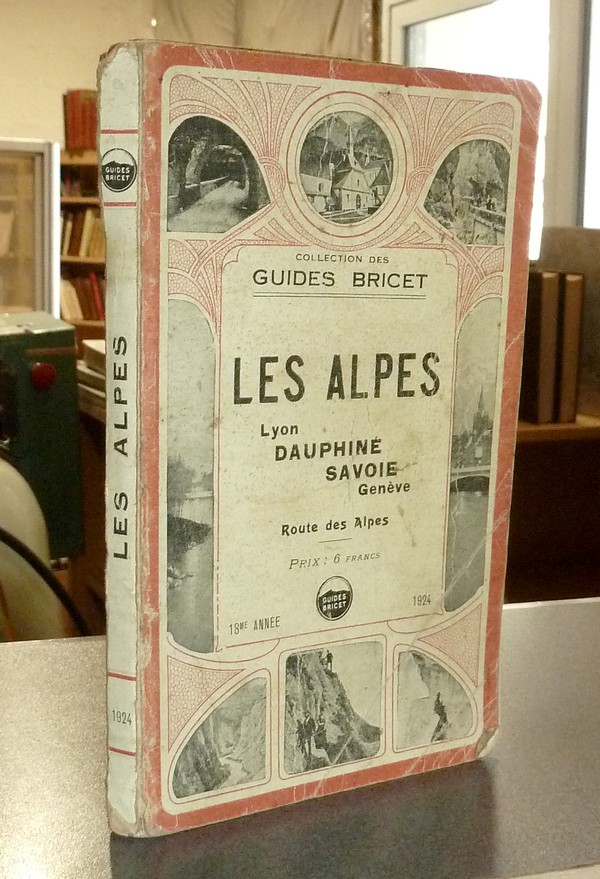 GUIDES
BRICET
LES ALPES
1924
COLLECTION DES
GUIDES BRICET
LES ALPES
Lyon
DAUPHINÉ
SAVOIE
Genève
Route des Alpes
PRIX : 6 FRANCS
GUIDES
BRICET
18ME ANNÉE
1924